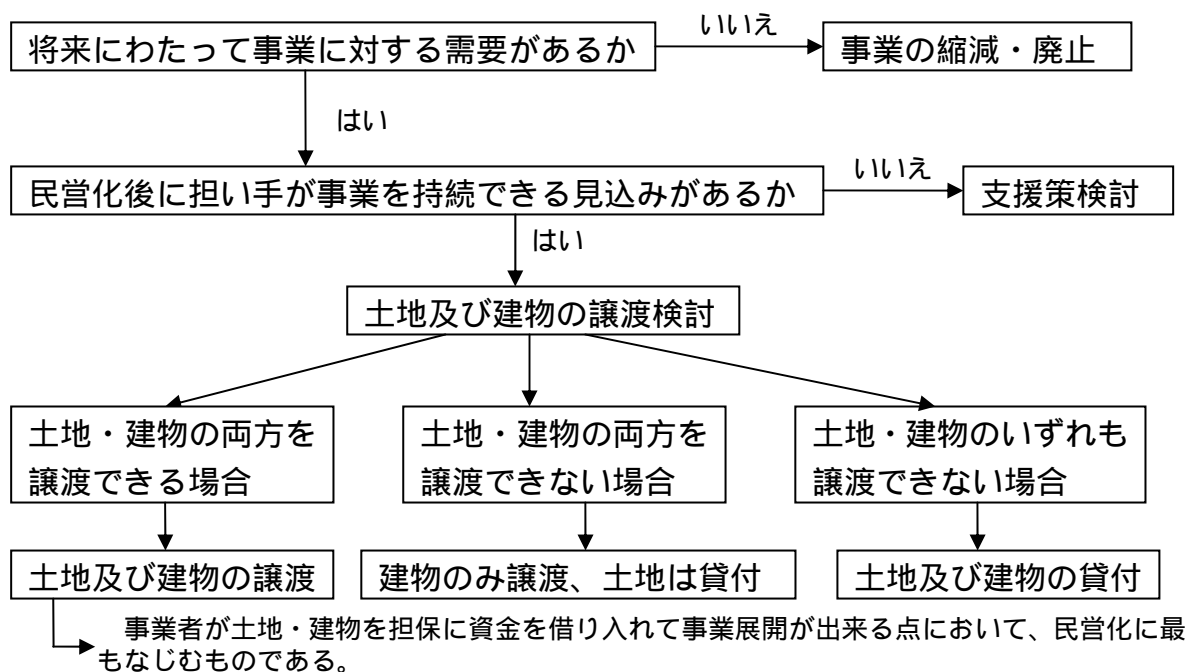 将来にわたって事業に対する需要があるか
いいえ
事業の縮減・廃止
はい
民営化後に担い手が事業を持続できる見込みがあるか
いいえ
支援策検討
はい
土地及び建物の譲渡検討
土地・建物の両方を
譲渡できる場合
土地・建物の両方を
譲渡できない場合
土地・建物のいずれも
譲渡できない場合
土地及び建物の譲渡
建物のみ譲渡、土地は貸付
土地及び建物の貸付
事業者が土地・建物を担保に資金を借り入れて事業展開が出来る点において、民営化に最
もなじむものである。